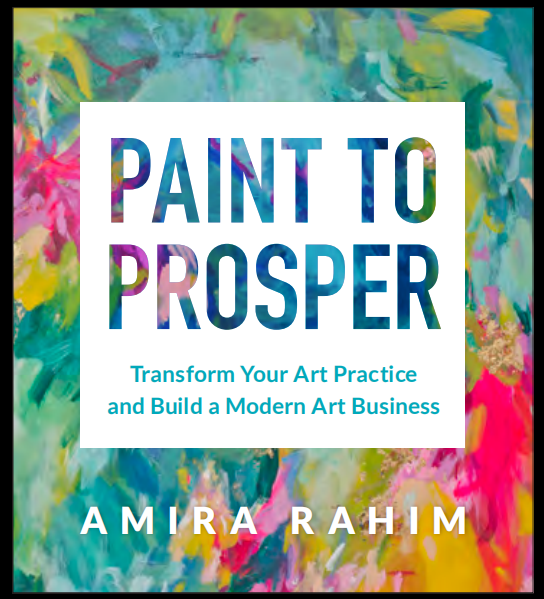 PAINT TO
PROSPER
Transform Your Art Practice
and Build a Modern Art Business
AMIRA RAHIM